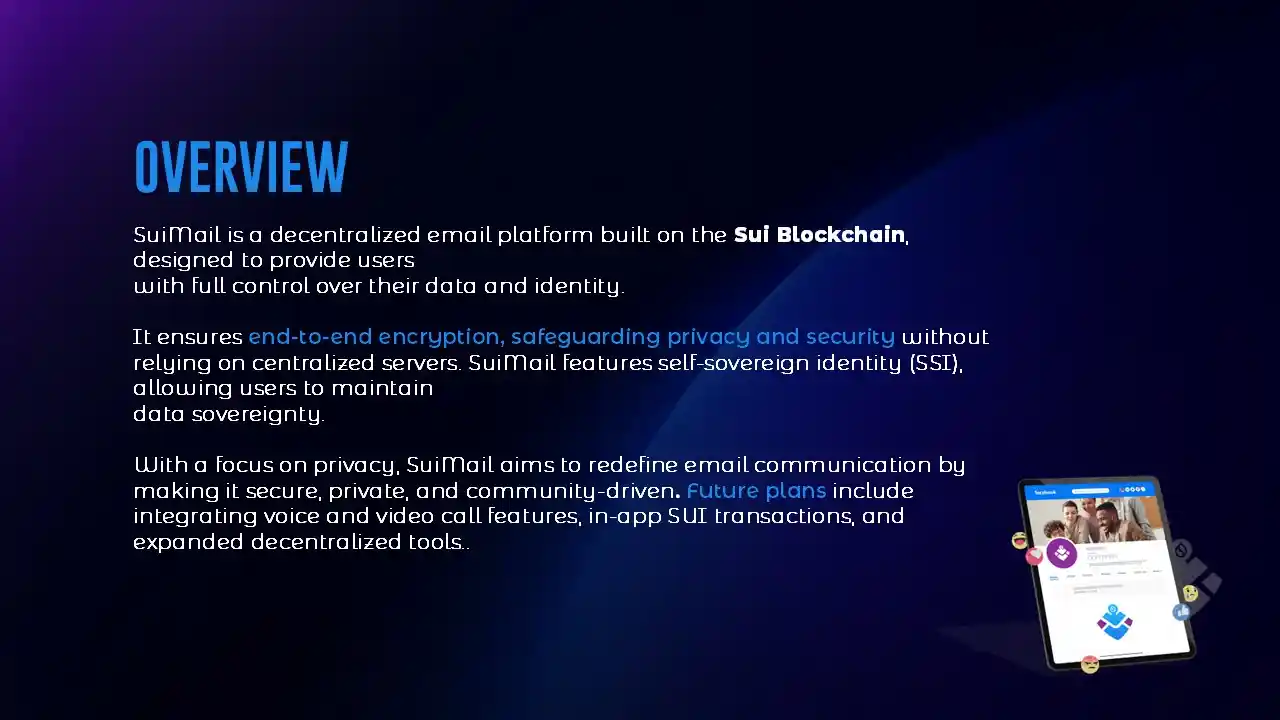 OVERVIEW
SuiMail is a decentralized email platform built on the Sui Blockchain,
designed to provide users
with full control over their data and identity.
It ensures end-to-end encryption, safeguarding privacy and security without
relying on centralized servers. SuiMail features self-sovereign identity (SSI),
allowing users to maintain
data sovereignty.
With a focus on privacy, SuiMail aims to redefine email communication by
making it secure, private, and community-driven. Future plans include
integrating voice and video call features, in-app SUI transactions, and
expanded decentralized tools..
facebook